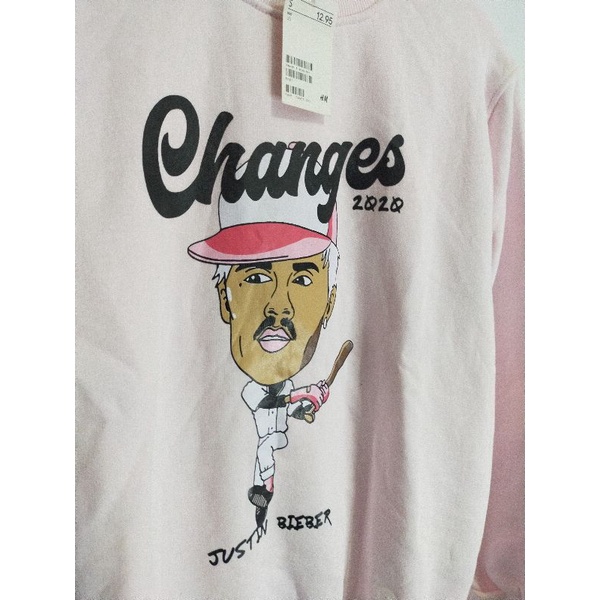 S
12.95
H&M
Changes
2020
JUSTIN BIEBER